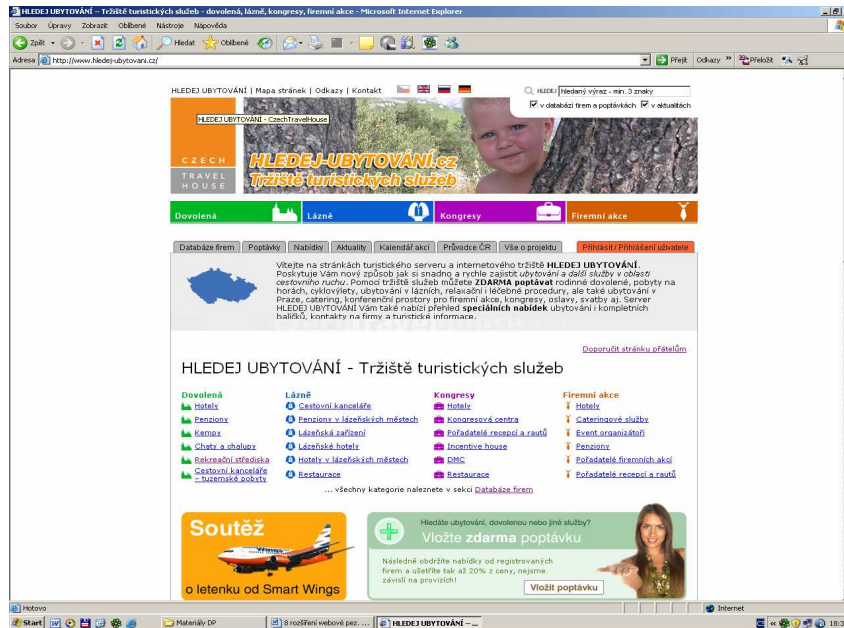 HLEDEJ UBYTOVÁNÍ – Tržiště turistických služeb - dovolená, lázně, kongresy, firemní akce - Microsoft Internet Explorer
Soubor Úpravy Zobrazit Oblíbené Nástroje Nápověda
Zpět Hledat Oblíbené
Adresa http://www.hledej-ubytovani.cz/ Přejít Odkazy » Přeložit
HLEDEJ UBYTOVÁNÍ | Mapa stránek | Odkazy | Kontakt
HLEDEJ hledaný výraz - min. 3 znaky
v databázi firem a poptávkách v aktualitách
HLEDEJ UBYTOVÁNÍ - CzechTravelHouse
CZECH
TRAVEL
HOUSE
HLEDEJ-UBYTOVÁNÍ.cz
Tržiště turistických služeb
Dovolená Lázně Kongresy Firemní akce
Databáze firem Poptávky Nabídky Aktuality Kalendář akcí Průvodce ČR Vše o projektu Přihlásit / Přihlášení uživatele
Vítejte na stránkách turistického serveru a internetového tržiště HLEDEJ UBYTOVÁNÍ.
Poskytuje Vám nový způsob jak si snadno a rychle zajistit ubytování a další služby v oblasti
cestovního ruchu. Pomocí tržiště služeb můžete ZDARMA poptávat rodinné dovolené, pobyty na
horách, cyklovýlety, ubytování v lázních, relaxační i léčebné procedury, ale také ubytování v
Praze, catering, konferenční prostory pro firemní akce, kongresy, oslavy, svatby aj. Server
HLEDEJ UBYTOVÁNÍ Vám také nabízí přehled speciálních nabídek ubytování i kompletních
balíčků, kontakty na firmy a turistické informace.
Doporučit stránku přátelům
HLEDEJ UBYTOVÁNÍ - Tržiště turistických služeb
Dovolená
Hotely
Penziony
Kempy
Chaty a chalupy
Rekreační střediska
Cestovní kanceláře
- tuzemské pobyty
Lázně
Cestovní kanceláře
Penziony v lázeňských městech
Lázeňská zařízení
Lázeňské hotely
Hotely v lázeňských městech
Restaurace
Kongresy
Hotely
Kongresová centra
Pořadatelé recepcí a rautů
Incentive house
DMC
Restaurace
Firemní akce
Hotely
Cateringové služby
Event organizátoři
Penziony
Pořadatelé firemních akcí
Pořadatelé recepcí a rautů
... všechny kategorie naleznete v sekci Databáze firem
Soutěž
o letenku od Smart Wings
Hledáte ubytování, dovolenou nebo jiné služby?
Vložte zdarma poptávku
Následně obdržíte nabídky od registrovaných
firem a ušetříte tak až 20% z ceny, nejsme
závislí na provizích!
Vložit poptávku
Hotovo Internet
Start Materiály DP 8 rozšíření webové pez. ... HLEDEJ UBYTOVÁNÍ – ...